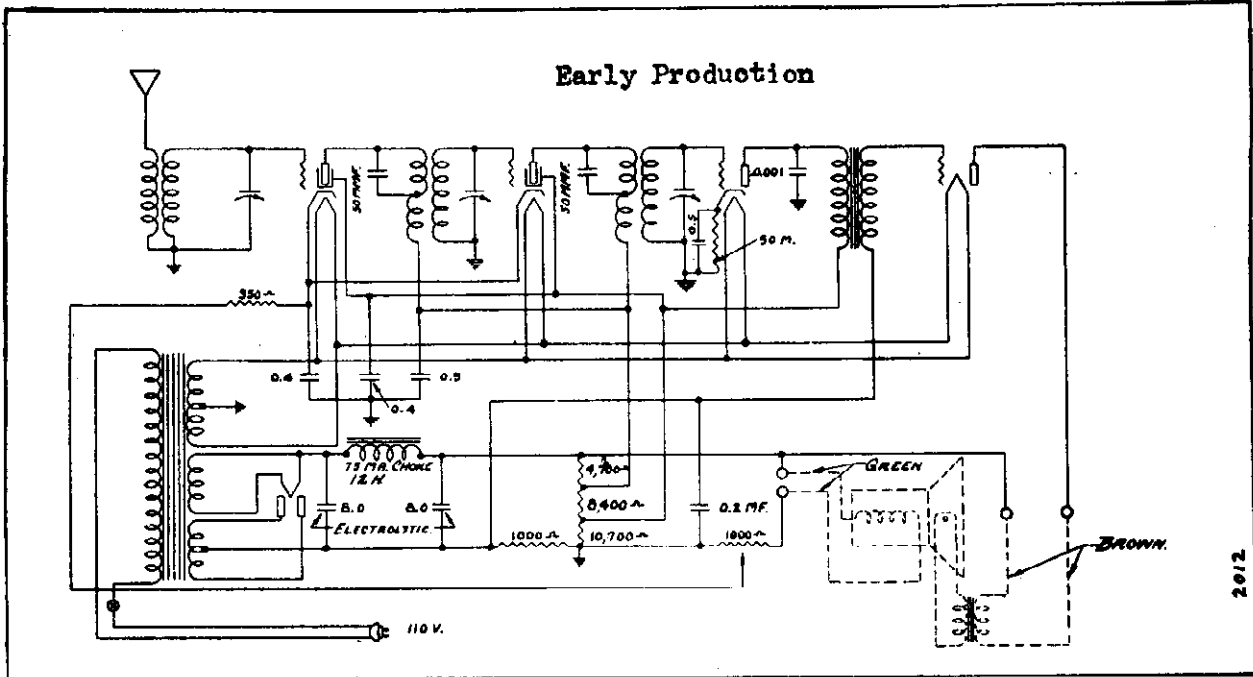 Early Production
50 MMF.
50 MMF.
0.001
0.5
50 M.
350 ~
0.4
0.4
0.5
75 MA. CHOKE
12 H
8.0
8.0
ELECTROLYTIC
4,700 ~
8,400 ~
10,700 ~
1000 ~
0.2 MF.
1800 ~
GREEN
BROWN.
110 V.
2012